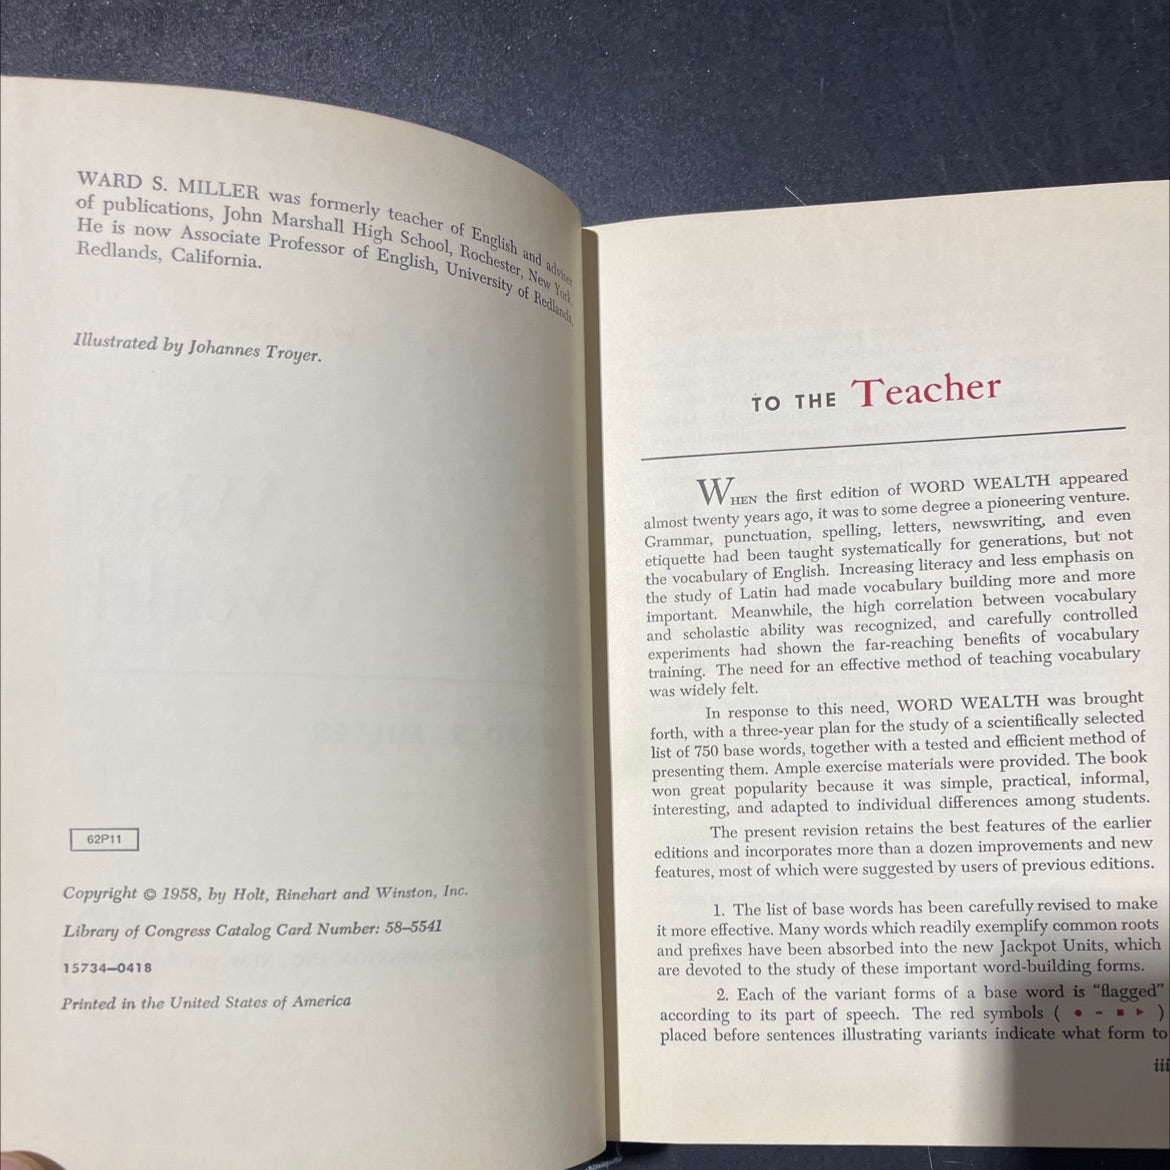 WARD S. MILLER was formerly teacher of English and adviser
of publications, John Marshall High School, Rochester, New York.
He is now Associate Professor of English, University of Redlands,
Redlands, California.
Illustrated by Johannes Troyer.
62P11
Copyright © 1958, by Holt, Rinehart and Winston, Inc.
Library of Congress Catalog Card Number: 58–5541
15734–0418
Printed in the United States of America
TO THE Teacher
WHEN the first edition of WORD WEALTH appeared
almost twenty years ago, it was to some degree a pioneering venture.
Grammar, punctuation, spelling, letters, newswriting, and even
etiquette had been taught systematically for generations, but not
the vocabulary of English. Increasing literacy and less emphasis on
the study of Latin had made vocabulary building more and more
important. Meanwhile, the high correlation between vocabulary
and scholastic ability was recognized, and carefully controlled
experiments had shown the far-reaching benefits of vocabulary
training. The need for an effective method of teaching vocabulary
was widely felt.
In response to this need, WORD WEALTH was brought
forth, with a three-year plan for the study of a scientifically selected
list of 750 base words, together with a tested and efficient method of
presenting them. Ample exercise materials were provided. The book
won great popularity because it was simple, practical, informal,
interesting, and adapted to individual differences among students.
The present revision retains the best features of the earlier
editions and incorporates more than a dozen improvements and new
features, most of which were suggested by users of previous editions.
1. The list of base words has been carefully revised to make
it more effective. Many words which readily exemplify common roots
and prefixes have been absorbed into the new Jackpot Units, which
are devoted to the study of these important word-building forms.
2. Each of the variant forms of a base word is “flagged”
according to its part of speech. The red symbols ( ● – ■ ► )
placed before sentences illustrating variants indicate what form to
iii